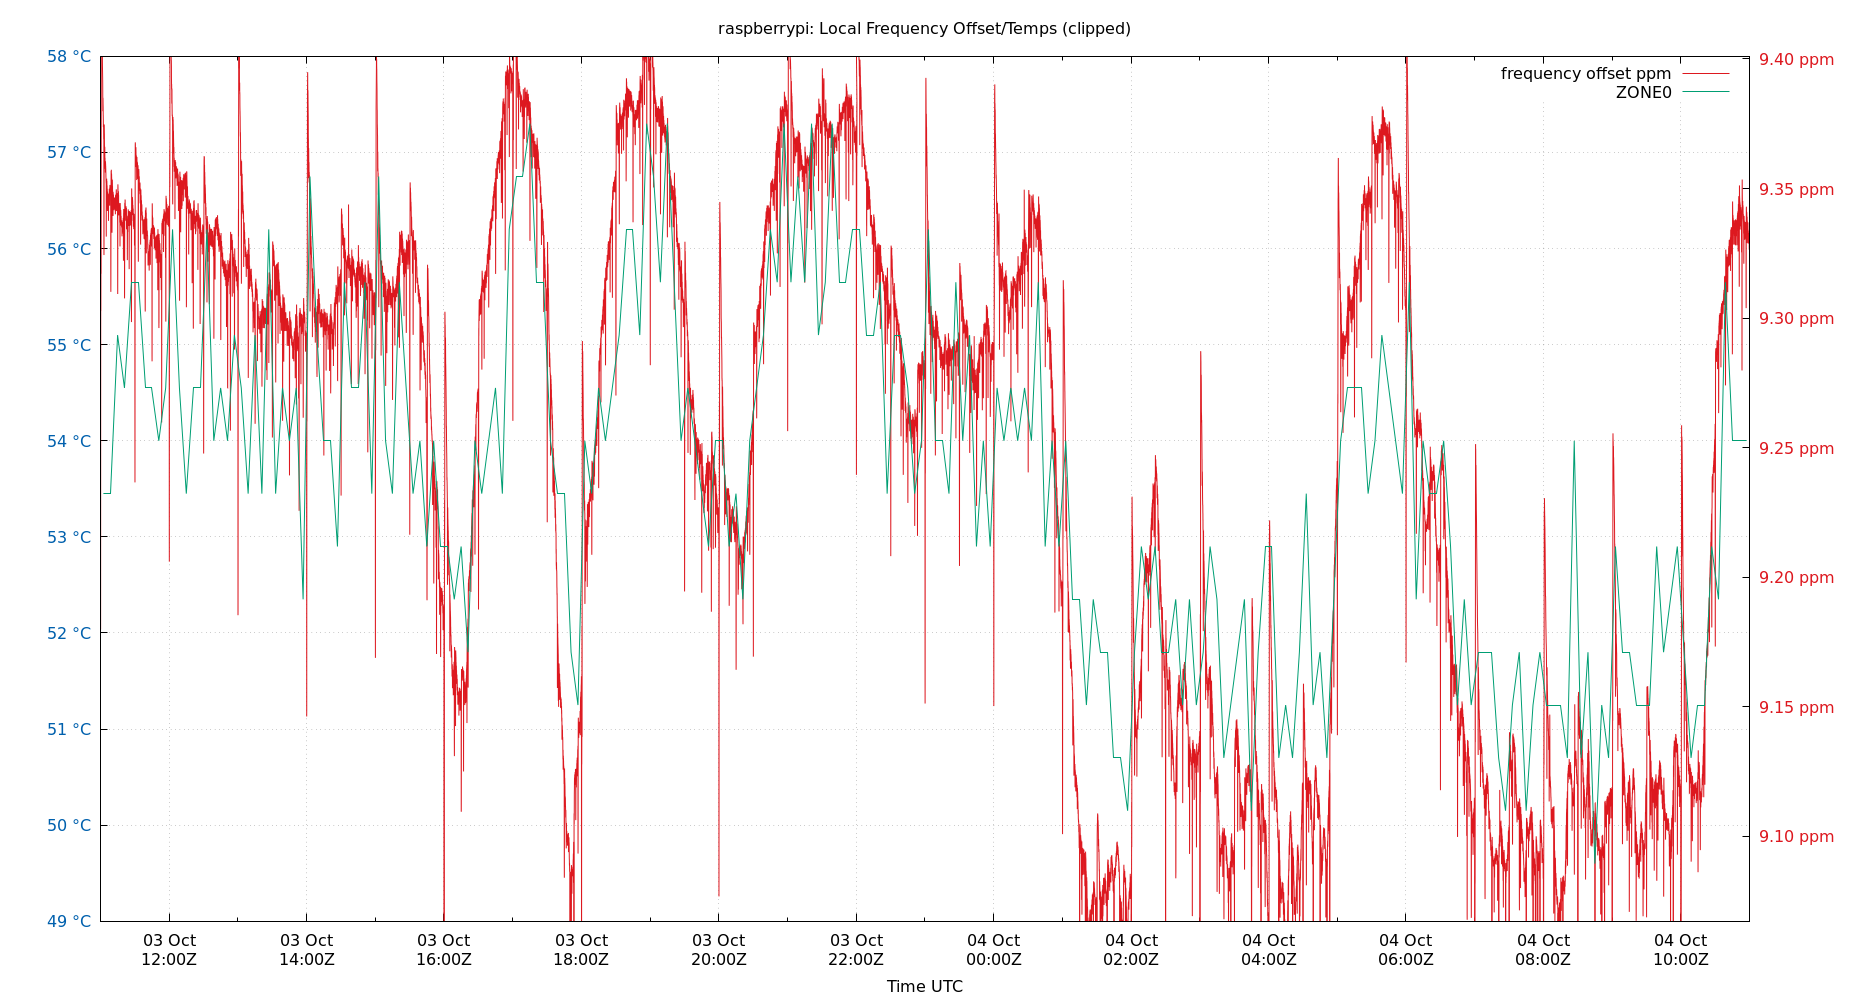 raspberrypi: Local Frequency Offset/Temps (clipped)
58 °C
57 °C
56 °C
55 °C
54 °C
53 °C
52 °C
51 °C
50 °C
49 °C
9.40 ppm
9.35 ppm
9.30 ppm
9.25 ppm
9.20 ppm
9.15 ppm
9.10 ppm
frequency offset ppm
ZONE0
03 Oct
12:00Z
03 Oct
14:00Z
03 Oct
16:00Z
03 Oct
18:00Z
03 Oct
20:00Z
03 Oct
22:00Z
04 Oct
00:00Z
04 Oct
02:00Z
04 Oct
04:00Z
04 Oct
06:00Z
04 Oct
08:00Z
04 Oct
10:00Z
Time UTC